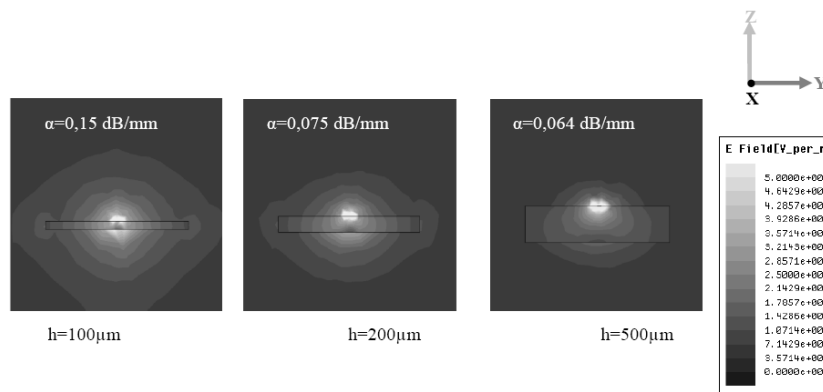 Z
Y
X
α=0,15 dB/mm
α=0,075 dB/mm
α=0,064 dB/mm
E Field[V_per_
5.0000e+00
4.6429e+00
4.2857e+00
3.9286e+00
3.5714e+00
3.2143e+00
2.8571e+00
2.5000e+00
2.1429e+00
1.7857e+00
1.4286e+00
1.0714e+00
7.1429e+00
3.5714e+00
0.0000e+00
h=100µm
h=200µm
h=500µm